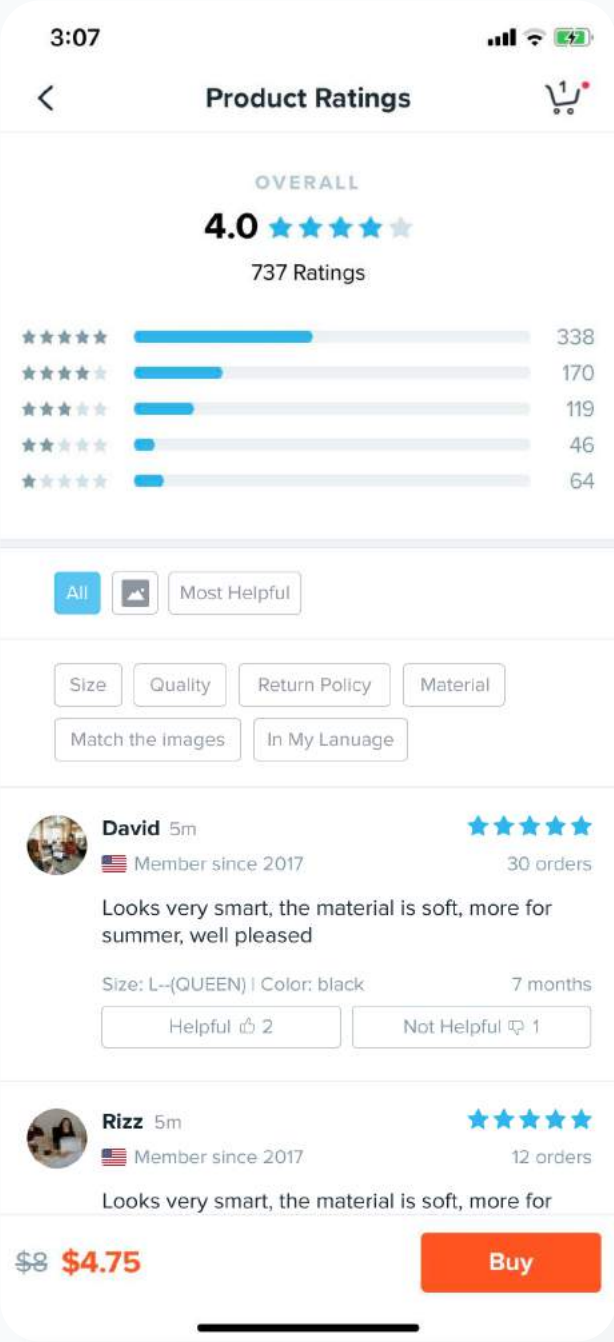 3:07
Product Ratings
1
OVERALL
4.0
737 Ratings
338
170
119
46
64
All Most Helpful
Size Quality Return Policy Material
Match the images In My Lanuage
David 5m
Member since 2017 30 orders
Looks very smart, the material is soft, more for
summer, well pleased
Size: L--(QUEEN) | Color: black 7 months
Helpful 2 Not Helpful 1
Rizz 5m
Member since 2017 12 orders
Looks very smart, the material is soft, more for
$8 $4.75 Buy